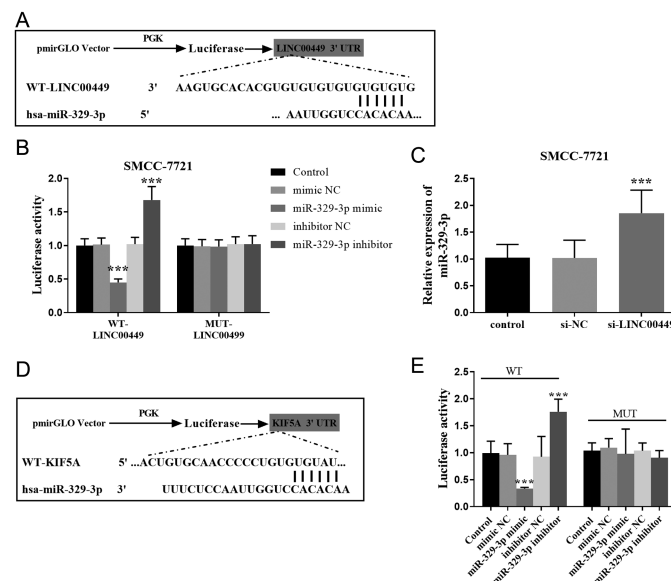 A
PGK
pmirGLO Vector Luciferase LINC00449 3' UTR
WT-LINC00449 3' AAGUGCACACGUGUGUGUGUGUGUGUG
hsa-miR-329-3p 5' ... AAUUGGUCCACACAA...
B
SMCC-7721
Luciferase activity
2.0
1.5
1.0
0.5
0.0
***
***
WT-
LINC00449
MUT-
LINC00499
Control
mimic NC
miR-329-3p mimic
inhibitor NC
miR-329-3p inhibitor
C
SMCC-7721
Relative expression of
miR-329-3p
2.5
2.0
1.5
1.0
0.5
0.0
***
control si-NC si-LINC00449
D
PGK
pmirGLO Vector Luciferase KIF5A 3' UTR
WT-KIF5A 5' ...ACUGUGCAACCCCCUGUGUGUAU...
hsa-miR-329-3p 3' UUUCUCCAAUUGGUCCACACAA
E
Luciferase activity
2.5
2.0
1.5
1.0
0.5
0.0
WT
***
***
MUT
Control
mimic NC
miR-329-3p mimic
inhibitor NC
miR-329-3p inhibitor
Control
mimic NC
miR-329-3p mimic
inhibitor NC
miR-329-3p inhibitor